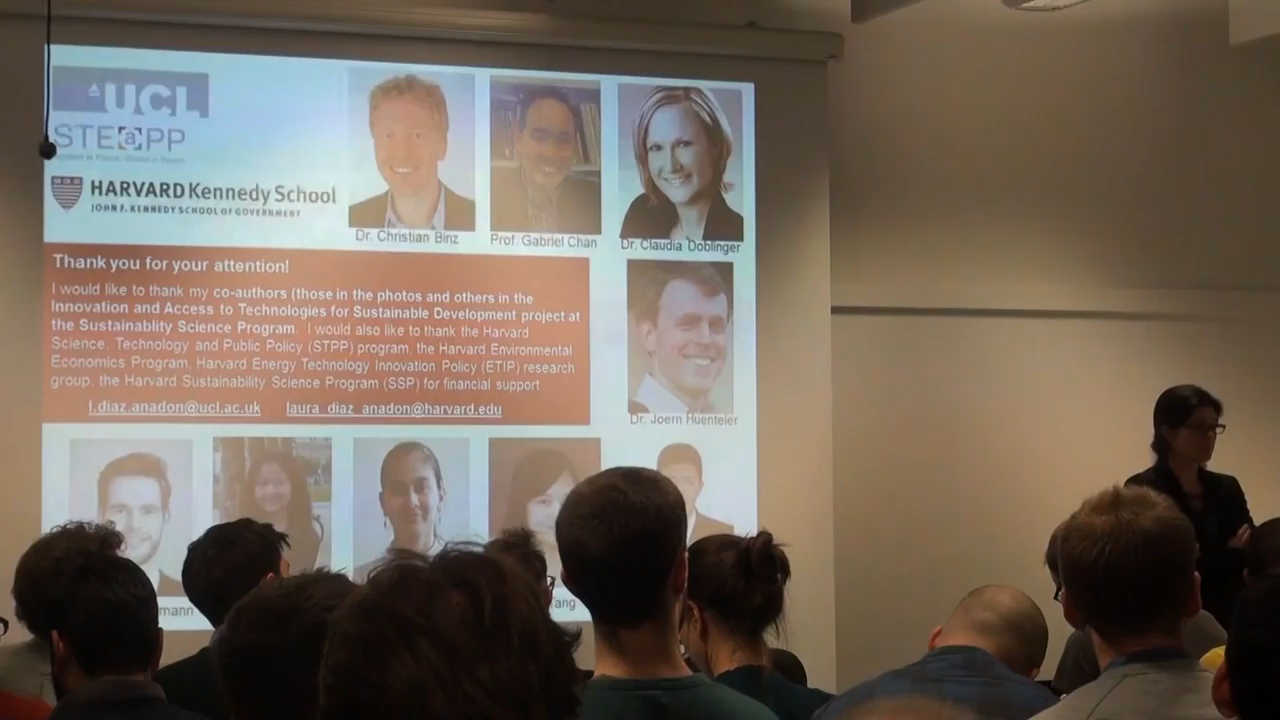 UCL
STEaPP
HARVARD Kennedy School
JOHN F. KENNEDY SCHOOL OF GOVERNMENT
Dr. Christian Binz
Prof. Gabriel Chan
Dr. Claudia Doblinger
Thank you for your attention!
I would like to thank my co-authors (those in the photos and others in the
Innovation and Access to Technologies for Sustainable Development project at
the Sustainablity Science Program. I would also like to thank the Harvard
Science, Technology and Public Policy (STPP) program, the Harvard Environmental
Economics Program, Harvard Energy Technology Innovation Policy (ETIP) research
group, the Harvard Sustainability Science Program (SSP) for financial support
l.diaz.anadon@ucl.ac.uk laura_diaz_anadon@harvard.edu
Dr. Joern Huenteler
mann